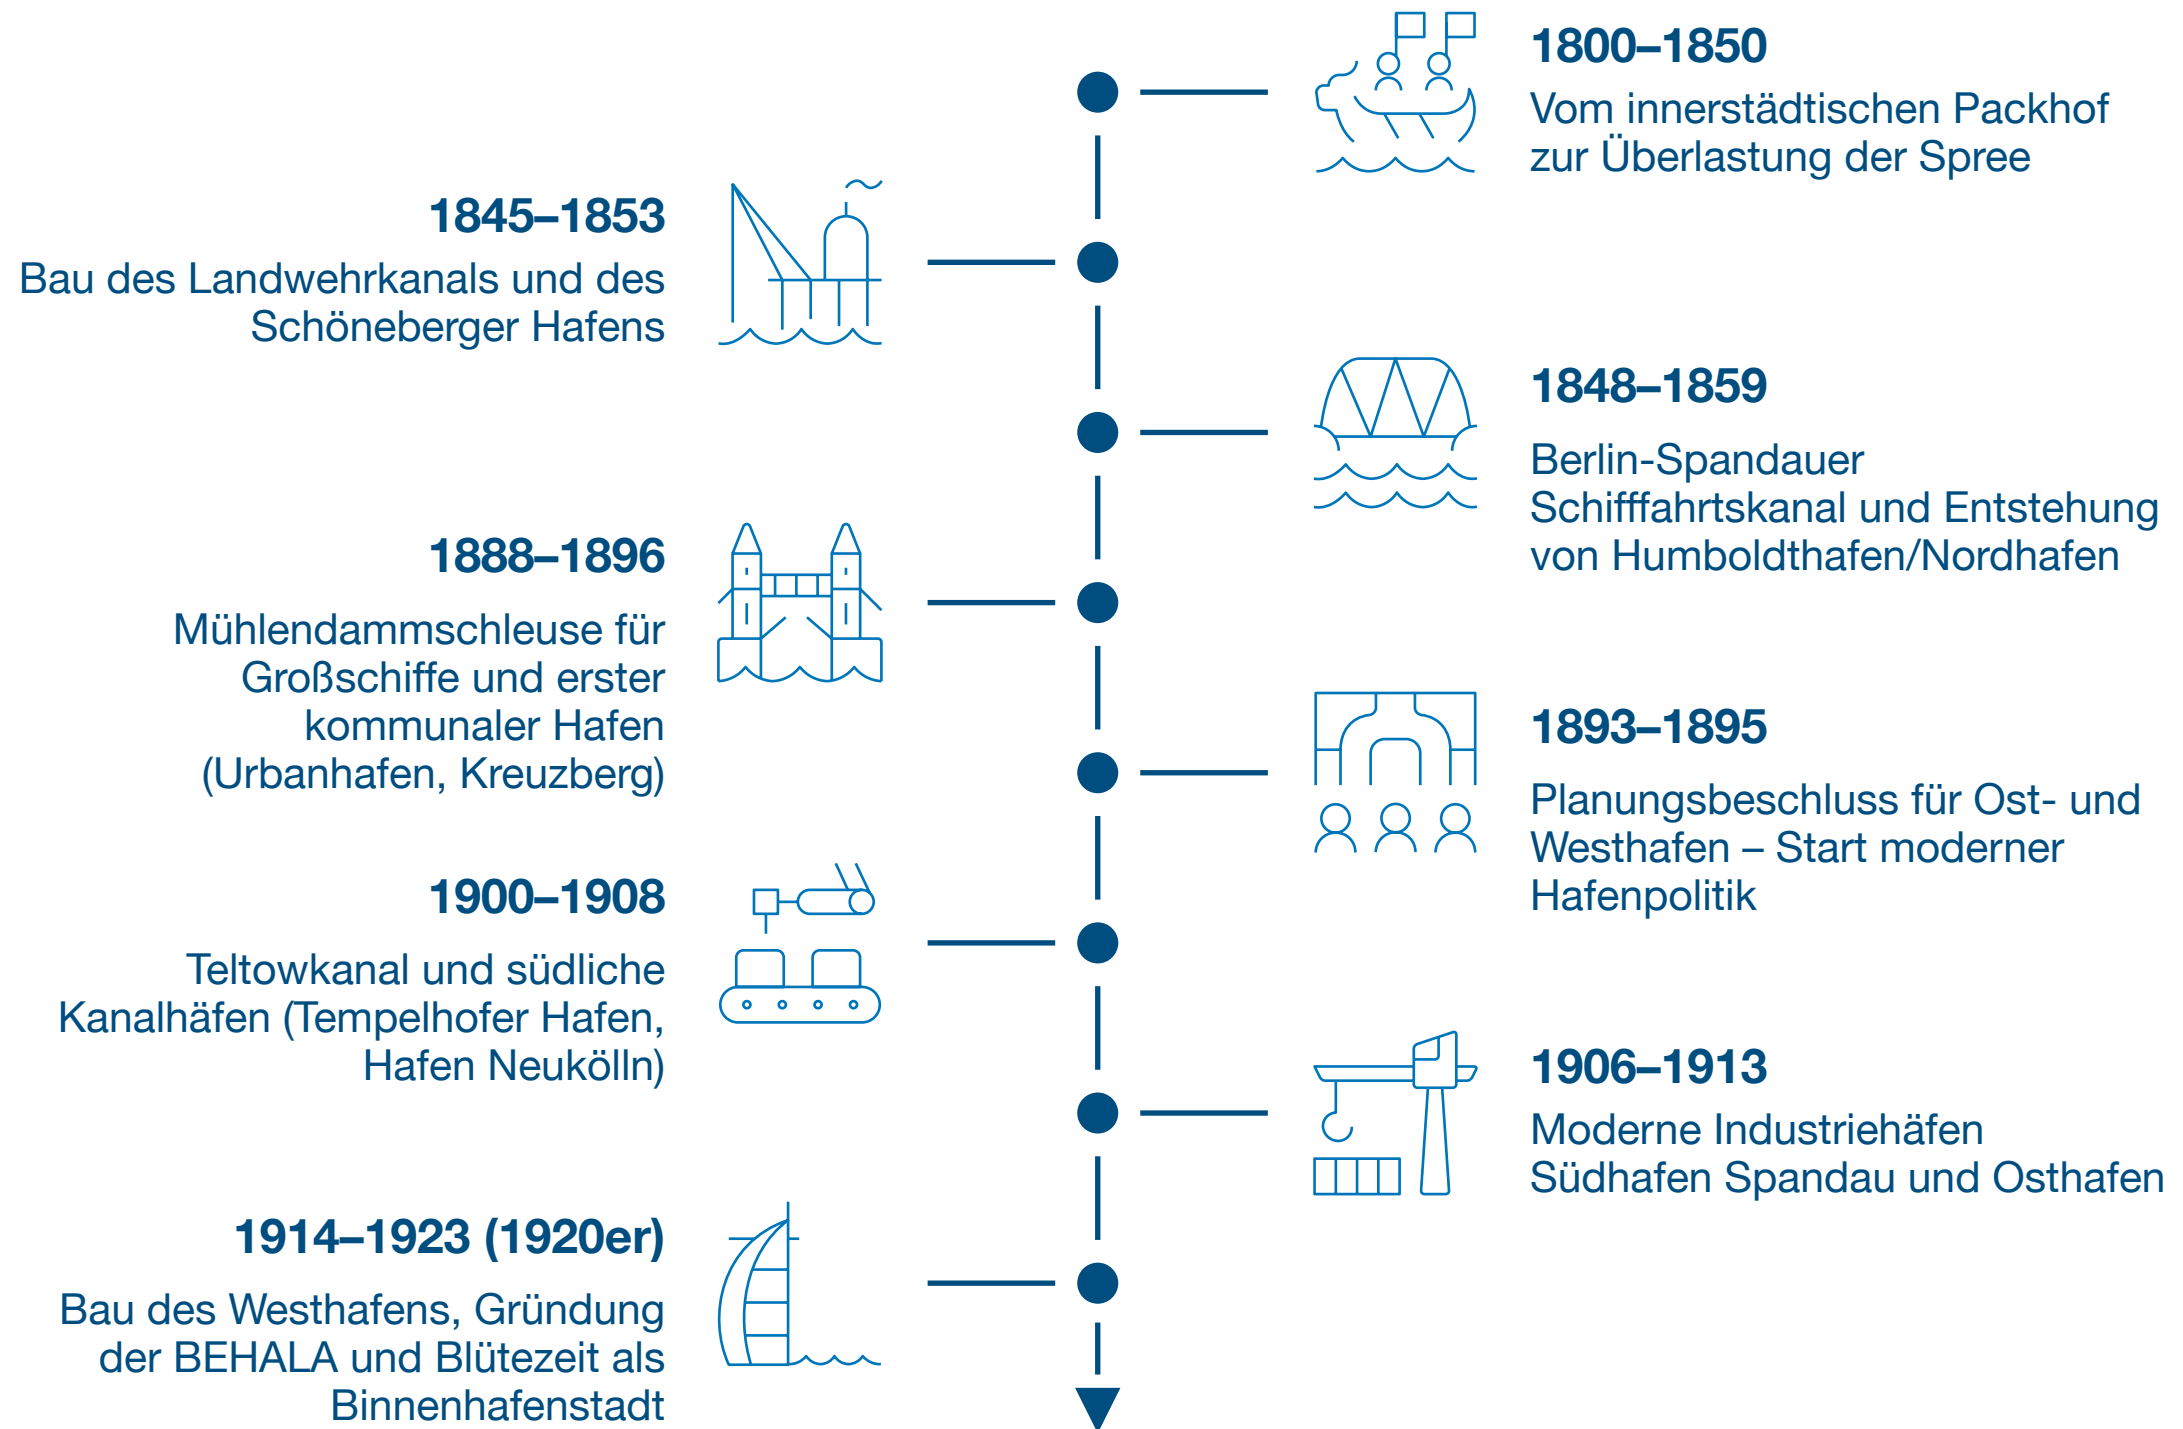 1800–1850
Vom innerstädtischen Packhof
zur Überlastung der Spree
1845–1853
Bau des Landwehrkanals und des
Schöneberger Hafens
1848–1859
Berlin-Spandauer
Schifffahrtskanal und Entstehung
von Humboldthafen/Nordhafen
1888–1896
Mühlendammschleuse für
Großschiffe und erster
kommunaler Hafen
(Urbanhafen, Kreuzberg)
1893–1895
Planungsbeschluss für Ost- und
Westhafen – Start moderner
Hafenpolitik
1900–1908
Teltowkanal und südliche
Kanalhäfen (Tempelhofer Hafen,
Hafen Neukölln)
1906–1913
Moderne Industriehäfen
Südhafen Spandau und Osthafen
1914–1923 (1920er)
Bau des Westhafens, Gründung
der BEHALA und Blütezeit als
Binnenhafenstadt